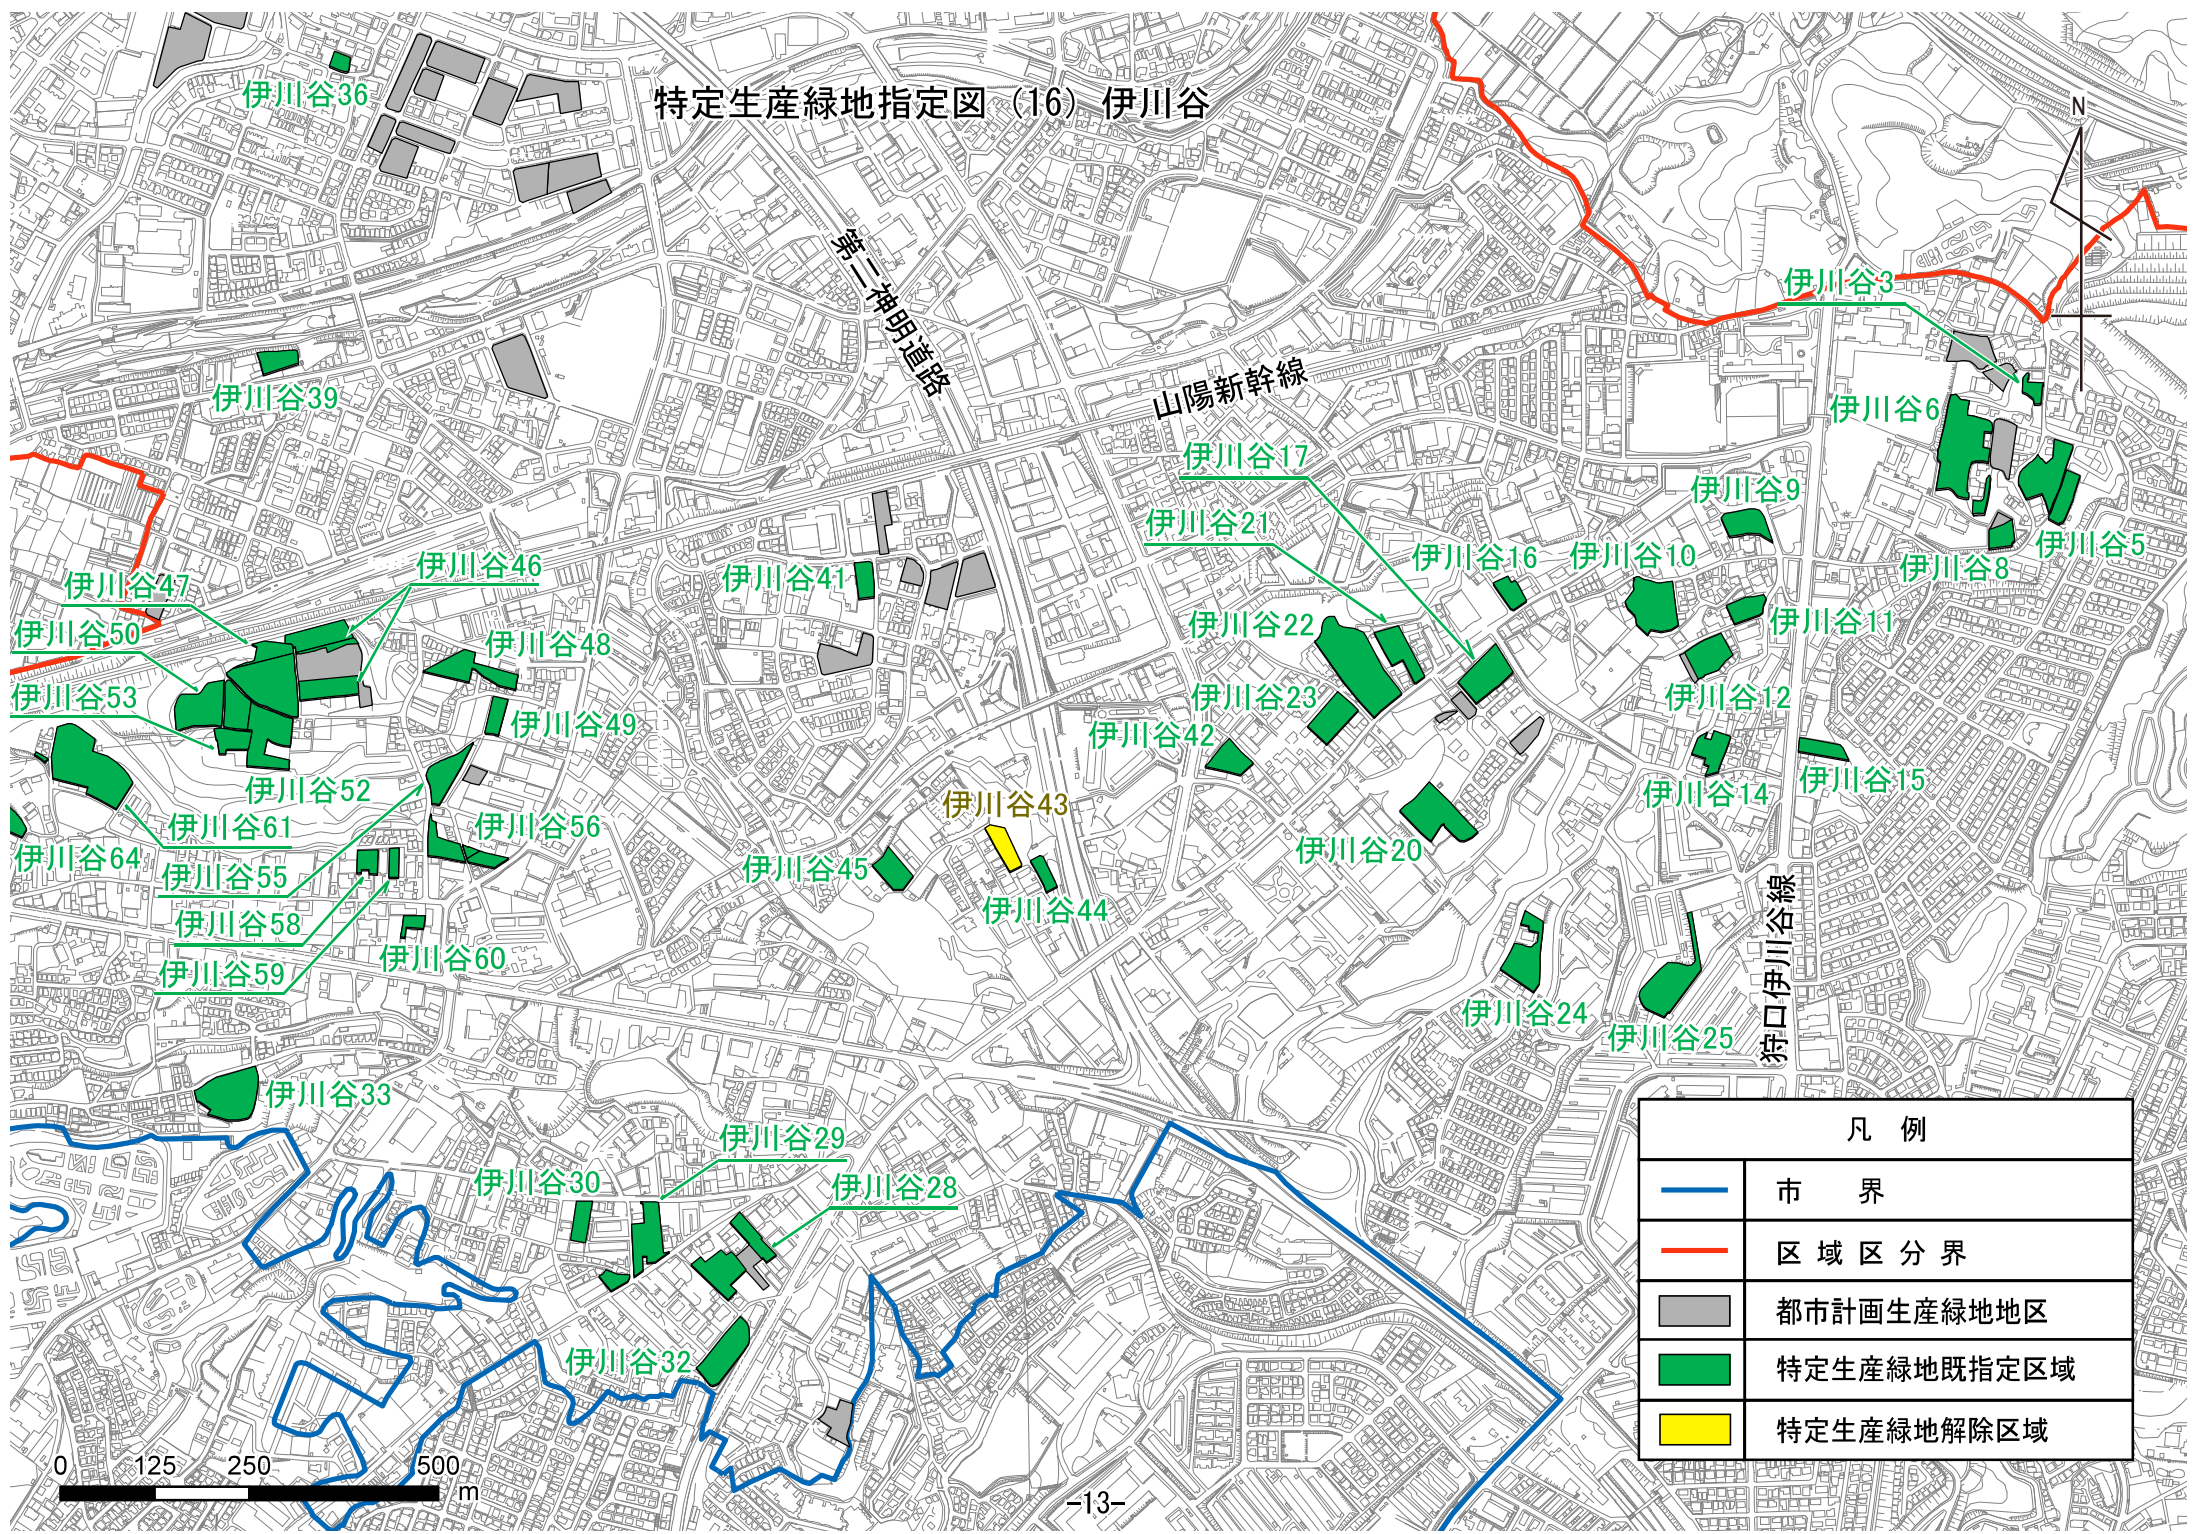 特定生産緑地指定図（16）伊川谷
N
伊川谷36
伊川谷3
第二神明道路
山陽新幹線
伊川谷39
伊川谷6
伊川谷17
伊川谷9
伊川谷21
伊川谷5
伊川谷16
伊川谷10
伊川谷8
伊川谷46
伊川谷41
伊川谷47
伊川谷11
伊川谷22
伊川谷50
伊川谷48
伊川谷53
伊川谷23
伊川谷12
伊川谷49
伊川谷42
伊川谷15
伊川谷52
伊川谷14
伊川谷43
伊川谷61
伊川谷56
伊川谷20
伊川谷64
伊川谷45
伊川谷55
伊川谷44
伊川谷58
狩口伊川谷線
伊川谷60
伊川谷59
伊川谷24
伊川谷25
伊川谷33
伊川谷29
伊川谷30
伊川谷28
伊川谷32
凡 例
市 界
区域区分界
都市計画生産緑地地区
特定生産緑地既指定区域
特定生産緑地解除区域
0 125 250 500
m
-13-